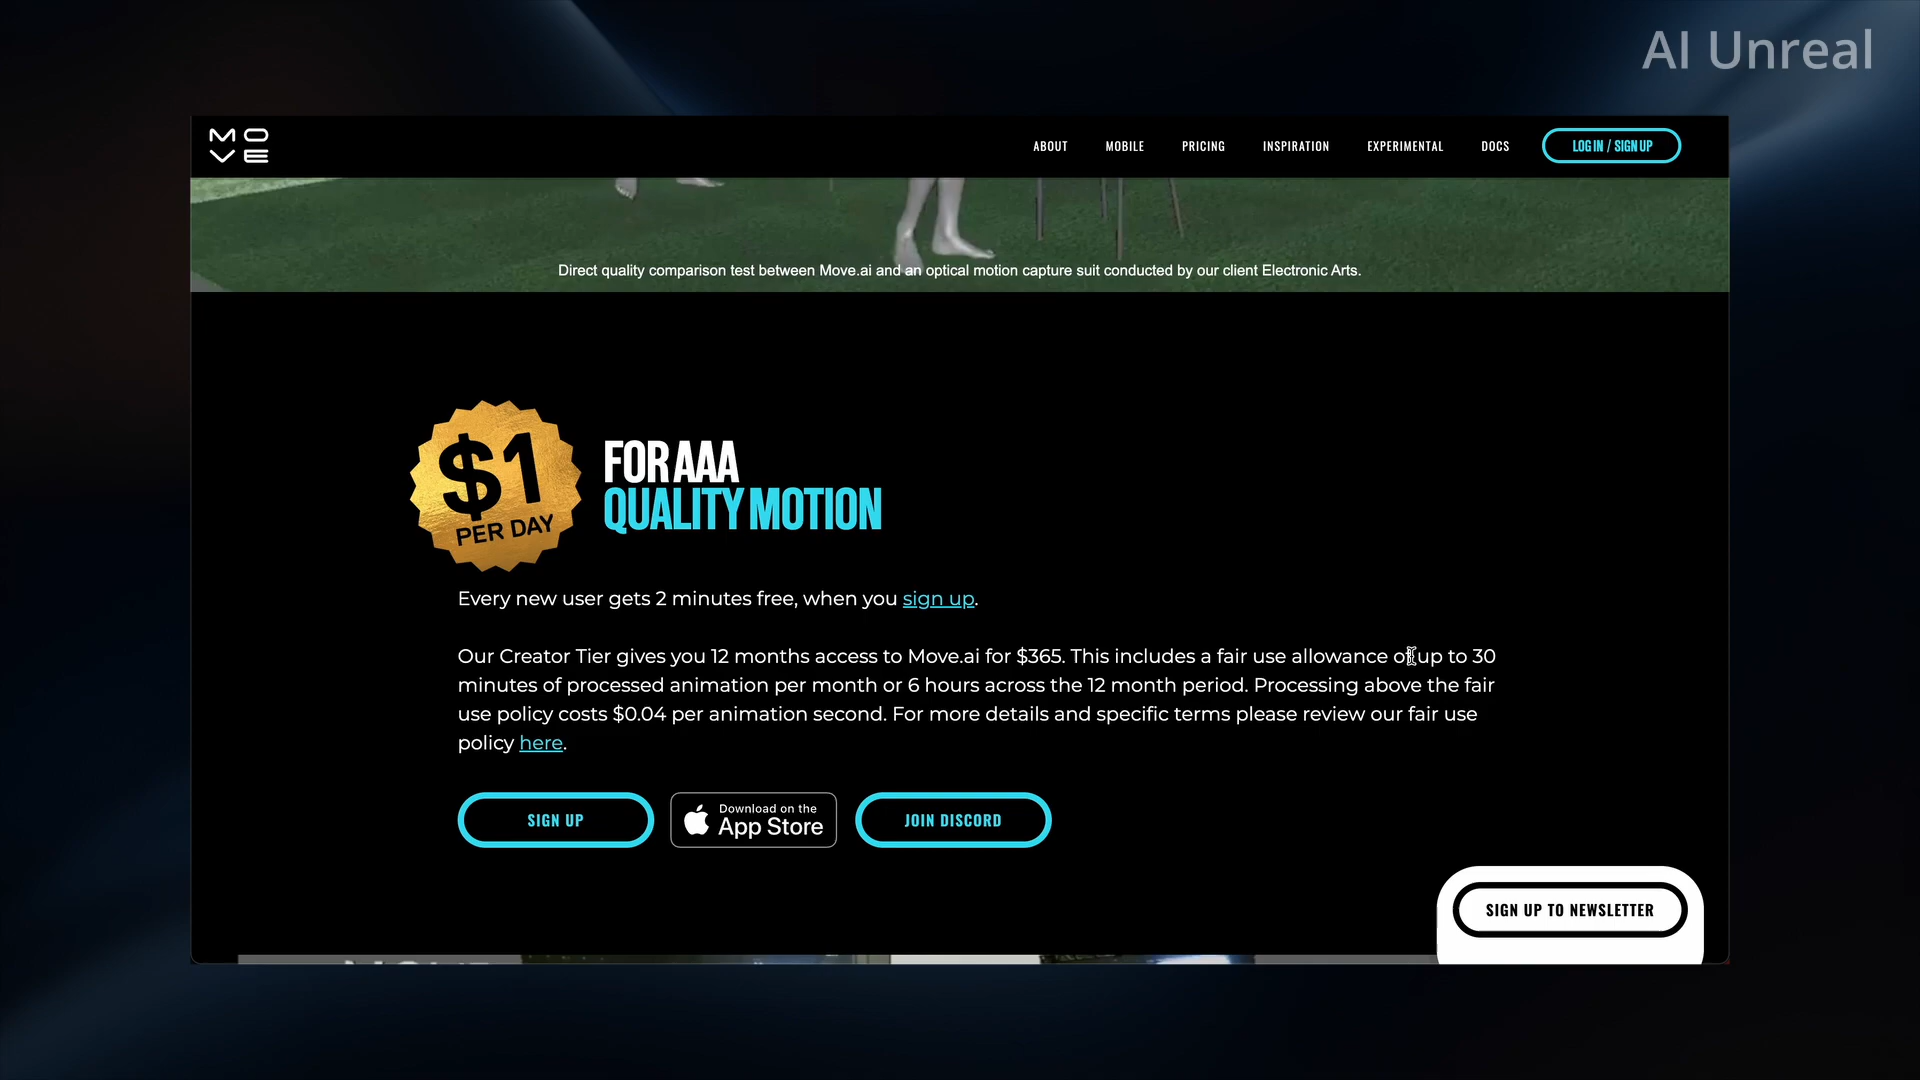 AI Unreal
MOVE
ABOUT
MOBILE
PRICING
INSPIRATION
EXPERIMENTAL
DOCS
LOG IN / SIGN UP
Direct quality comparison test between Move.ai and an optical motion capture suit conducted by our client Electronic Arts.
$1
PER DAY
FOR AAA
QUALITY MOTION
Every new user gets 2 minutes free, when you sign up.
Our Creator Tier gives you 12 months access to Move.ai for $365. This includes a fair use allowance of up to 30
minutes of processed animation per month or 6 hours across the 12 month period. Processing above the fair
use policy costs $0.04 per animation second. For more details and specific terms please review our fair use
policy here.
SIGN UP
Download on the
App Store
JOIN DISCORD
SIGN UP TO NEWSLETTER